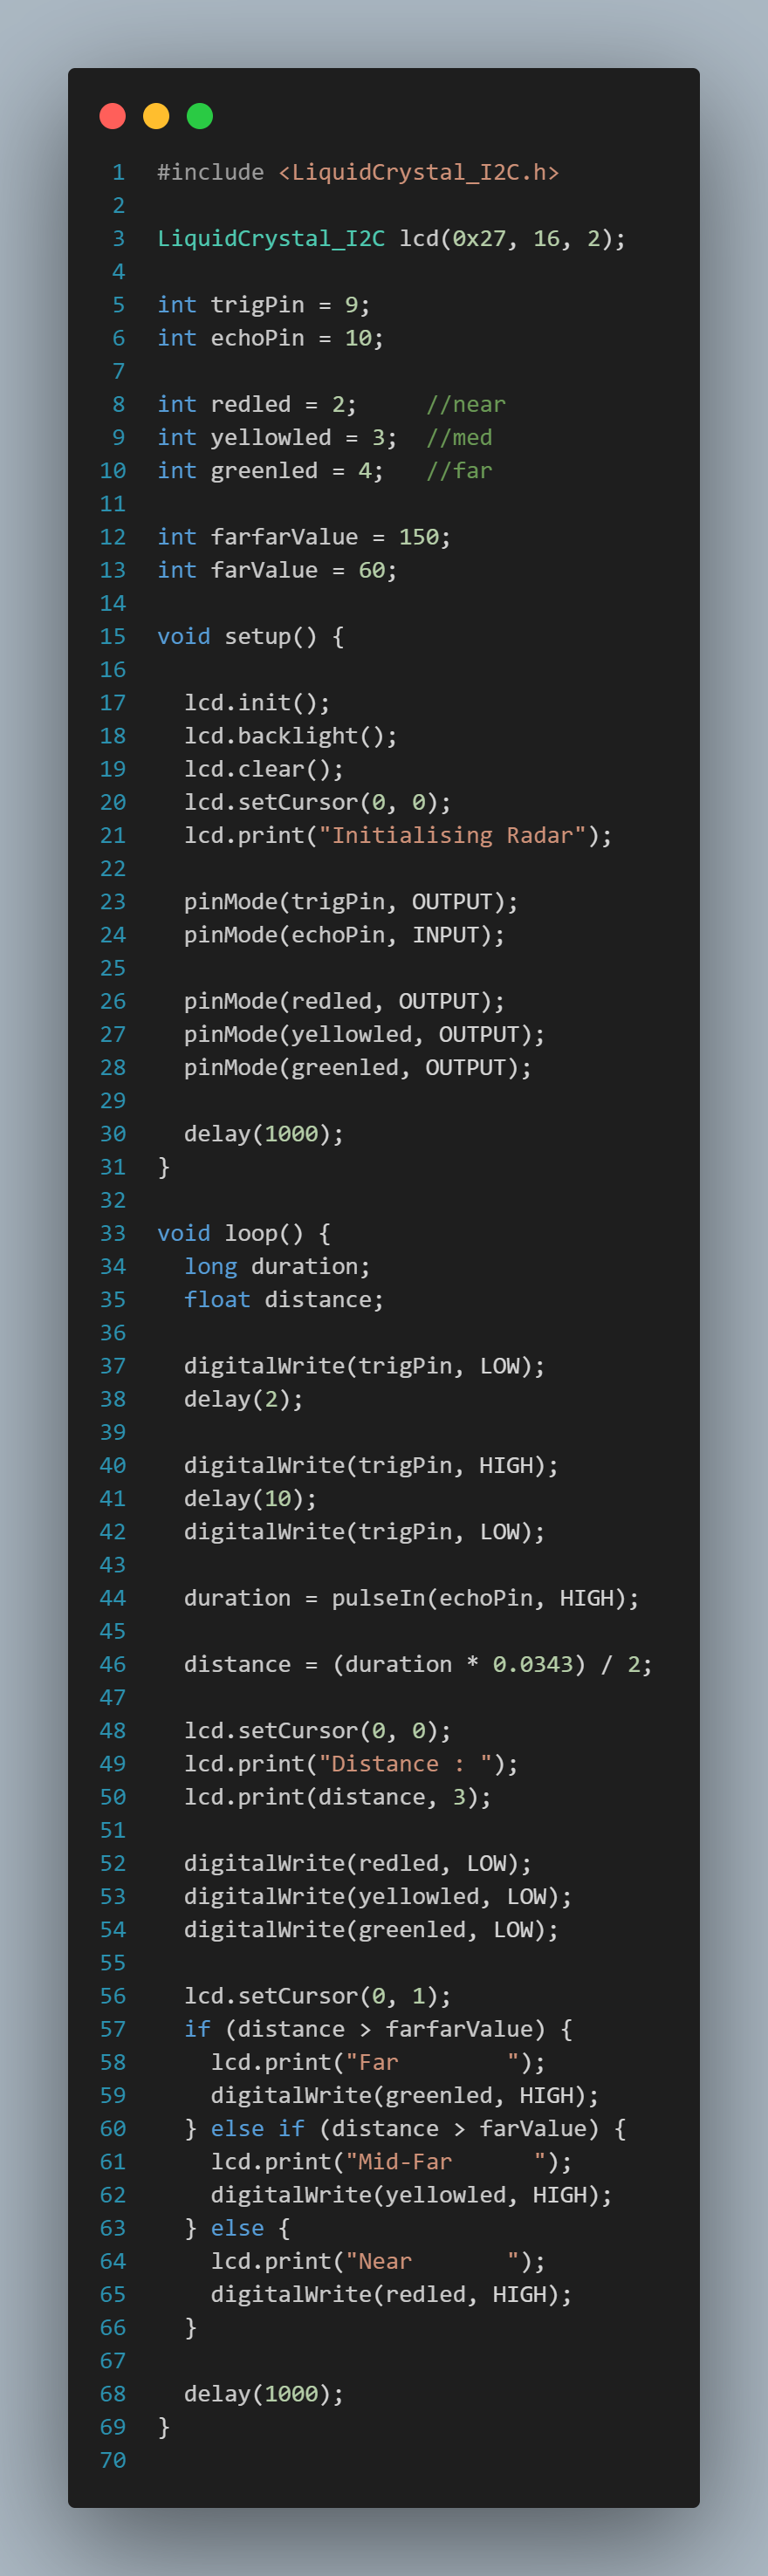 1 #include <LiquidCrystal_I2C.h>
2
3 LiquidCrystal_I2C lcd(0x27, 16, 2);
4
5 int trigPin = 9;
6 int echoPin = 10;
7
8 int redled = 2;     //near
9 int yellowled = 3;  //med
10 int greenled = 4;   //far
11
12 int farfarValue = 150;
13 int farValue = 60;
14
15 void setup() {
16
17   lcd.init();
18   lcd.backlight();
19   lcd.clear();
20   lcd.setCursor(0, 0);
21   lcd.print("Initialising Radar");
22
23   pinMode(trigPin, OUTPUT);
24   pinMode(echoPin, INPUT);
25
26   pinMode(redled, OUTPUT);
27   pinMode(yellowled, OUTPUT);
28   pinMode(greenled, OUTPUT);
29
30   delay(1000);
31 }
32
33 void loop() {
34   long duration;
35   float distance;
36
37   digitalWrite(trigPin, LOW);
38   delay(2);
39
40   digitalWrite(trigPin, HIGH);
41   delay(10);
42   digitalWrite(trigPin, LOW);
43
44   duration = pulseIn(echoPin, HIGH);
45
46   distance = (duration * 0.0343) / 2;
47
48   lcd.setCursor(0, 0);
49   lcd.print("Distance : ");
50   lcd.print(distance, 3);
51
52   digitalWrite(redled, LOW);
53   digitalWrite(yellowled, LOW);
54   digitalWrite(greenled, LOW);
55
56   lcd.setCursor(0, 1);
57   if (distance > farfarValue) {
58     lcd.print("Far        ");
59     digitalWrite(greenled, HIGH);
60   } else if (distance > farValue) {
61     lcd.print("Mid-Far      ");
62     digitalWrite(yellowled, HIGH);
63   } else {
64     lcd.print("Near       ");
65     digitalWrite(redled, HIGH);
66   }
67
68   delay(1000);
69 }
70